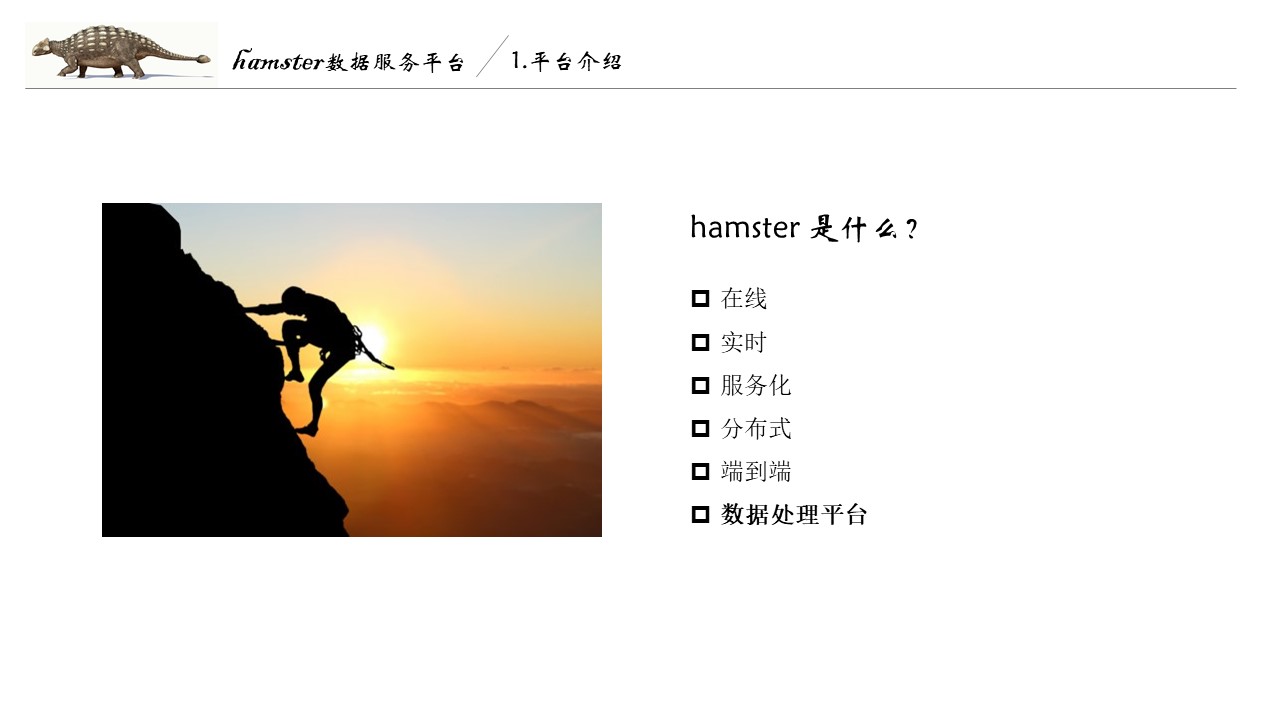 hamster数据服务平台 1.平台介绍
hamster 是什么？
在线
实时
服务化
分布式
端到端
数据处理平台